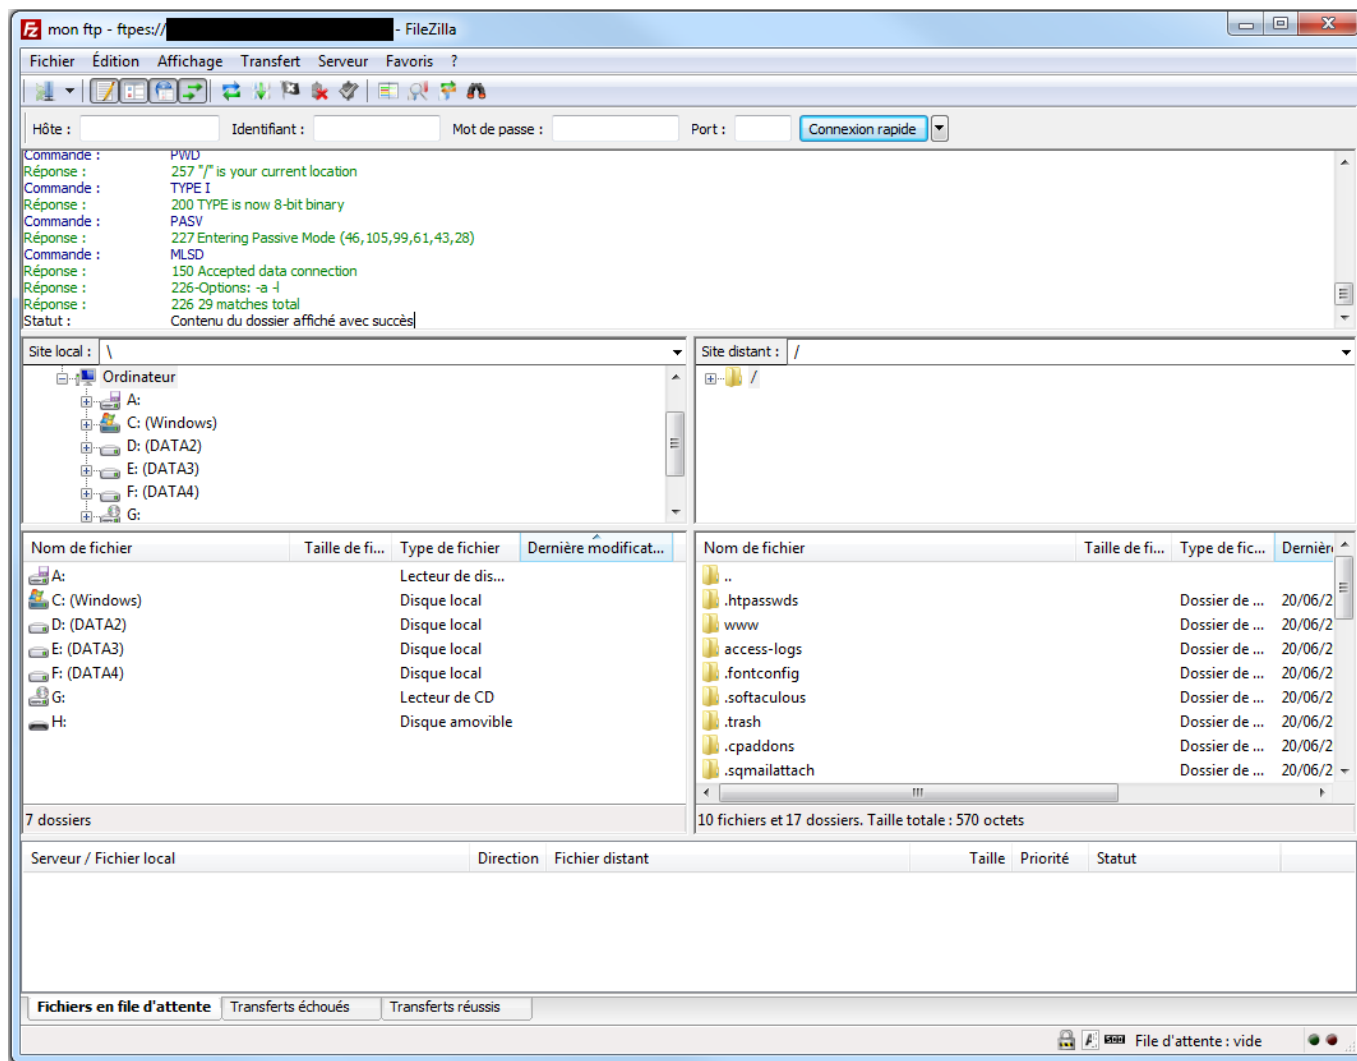 mon ftp - ftpes:// - FileZilla
Fichier Édition Affichage Transfert Serveur Favoris ?
Hôte : Identifiant : Mot de passe : Port : Connexion rapide
Commande : PWD
Réponse : 257 "/" is your current location
Commande : TYPE I
Réponse : 200 TYPE is now 8-bit binary
Commande : PASV
Réponse : 227 Entering Passive Mode (46,105,99,61,43,28)
Commande : MLSD
Réponse : 150 Accepted data connection
Réponse : 226-Options: -a -l
Réponse : 226 29 matches total
Statut : Contenu du dossier affiché avec succès
Site local : \
Ordinateur
A:
C: (Windows)
D: (DATA2)
E: (DATA3)
F: (DATA4)
G:
Site distant : /
/
Nom de fichier Taille de fi... Type de fichier Dernière modificat...
A: Lecteur de dis...
C: (Windows) Disque local
D: (DATA2) Disque local
E: (DATA3) Disque local
F: (DATA4) Disque local
G: Lecteur de CD
H: Disque amovible
7 dossiers
Nom de fichier Taille de fi... Type de fic... Dernièr
..
.htpasswds Dossier de ... 20/06/2
www Dossier de ... 20/06/2
access-logs Dossier de ... 20/06/2
.fontconfig Dossier de ... 20/06/2
.softaculous Dossier de ... 20/06/2
.trash Dossier de ... 20/06/2
.cpaddons Dossier de ... 20/06/2
.sqmailattach Dossier de ... 20/06/2
10 fichiers et 17 dossiers. Taille totale : 570 octets
Serveur / Fichier local Direction Fichier distant Taille Priorité Statut
Fichiers en file d'attente Transferts échoués Transferts réussis
File d'attente : vide